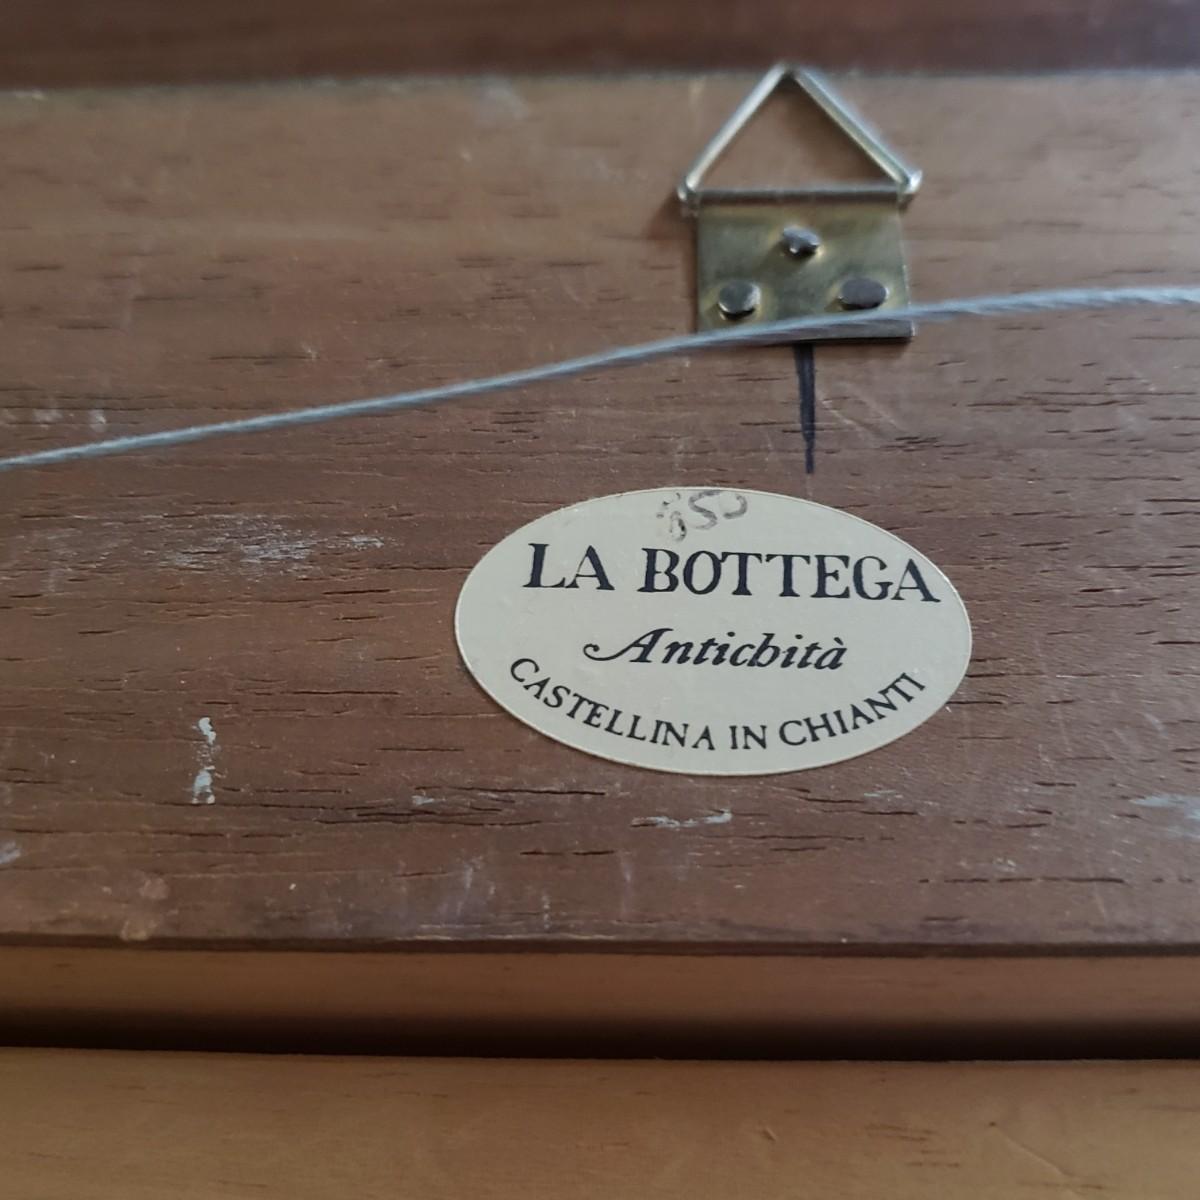 LA BOTTEGA
Antichità
CASTELLINA IN CHIANTI